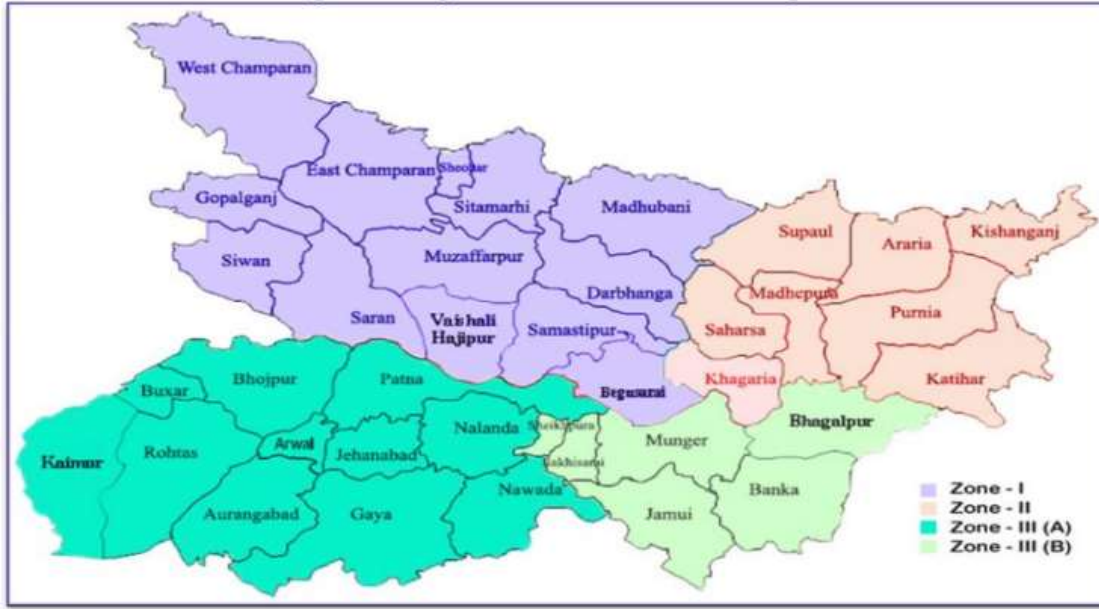 West Champaran
East Champaran
Sheohar
Sitamarhi
Gopalganj
Madhubani
Siwan
Muzaffarpur
Darbhanga
Saran
Vaishali
Hajipur
Samastipur
Begusarai
Supaul
Araria
Kishanganj
Madhepura
Purnia
Saharsa
Khagaria
Katihar
Buxar
Bhojpur
Patna
Kaimur
Rohtas
Arwal
Jehanabad
Nalanda
Nawada
Aurangabad
Gaya
Sheikhpura
Lakhisarai
Munger
Bhagalpur
Jamui
Banka
Zone - I
Zone - II
Zone - III (A)
Zone - III (B)